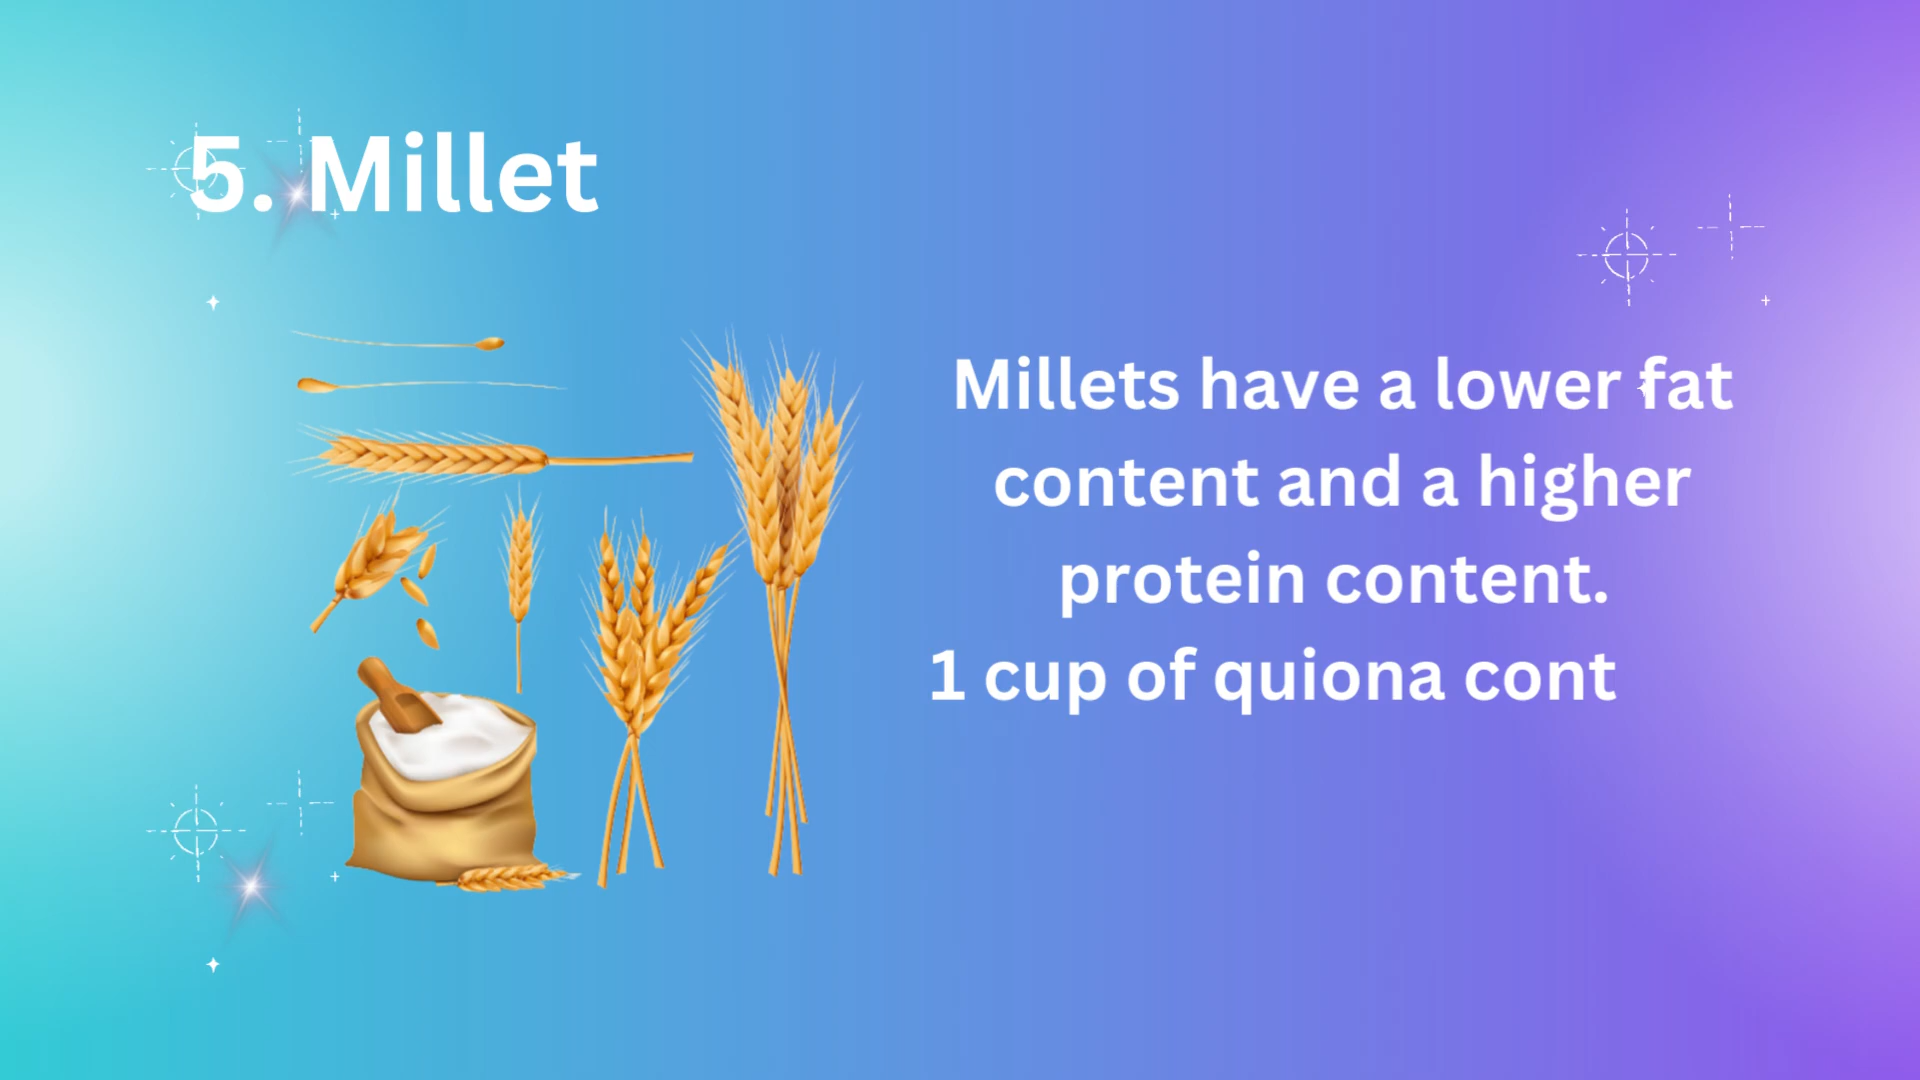 5. Millet
Millets have a lower fat
content and a higher
protein content.
1 cup of quiona cont